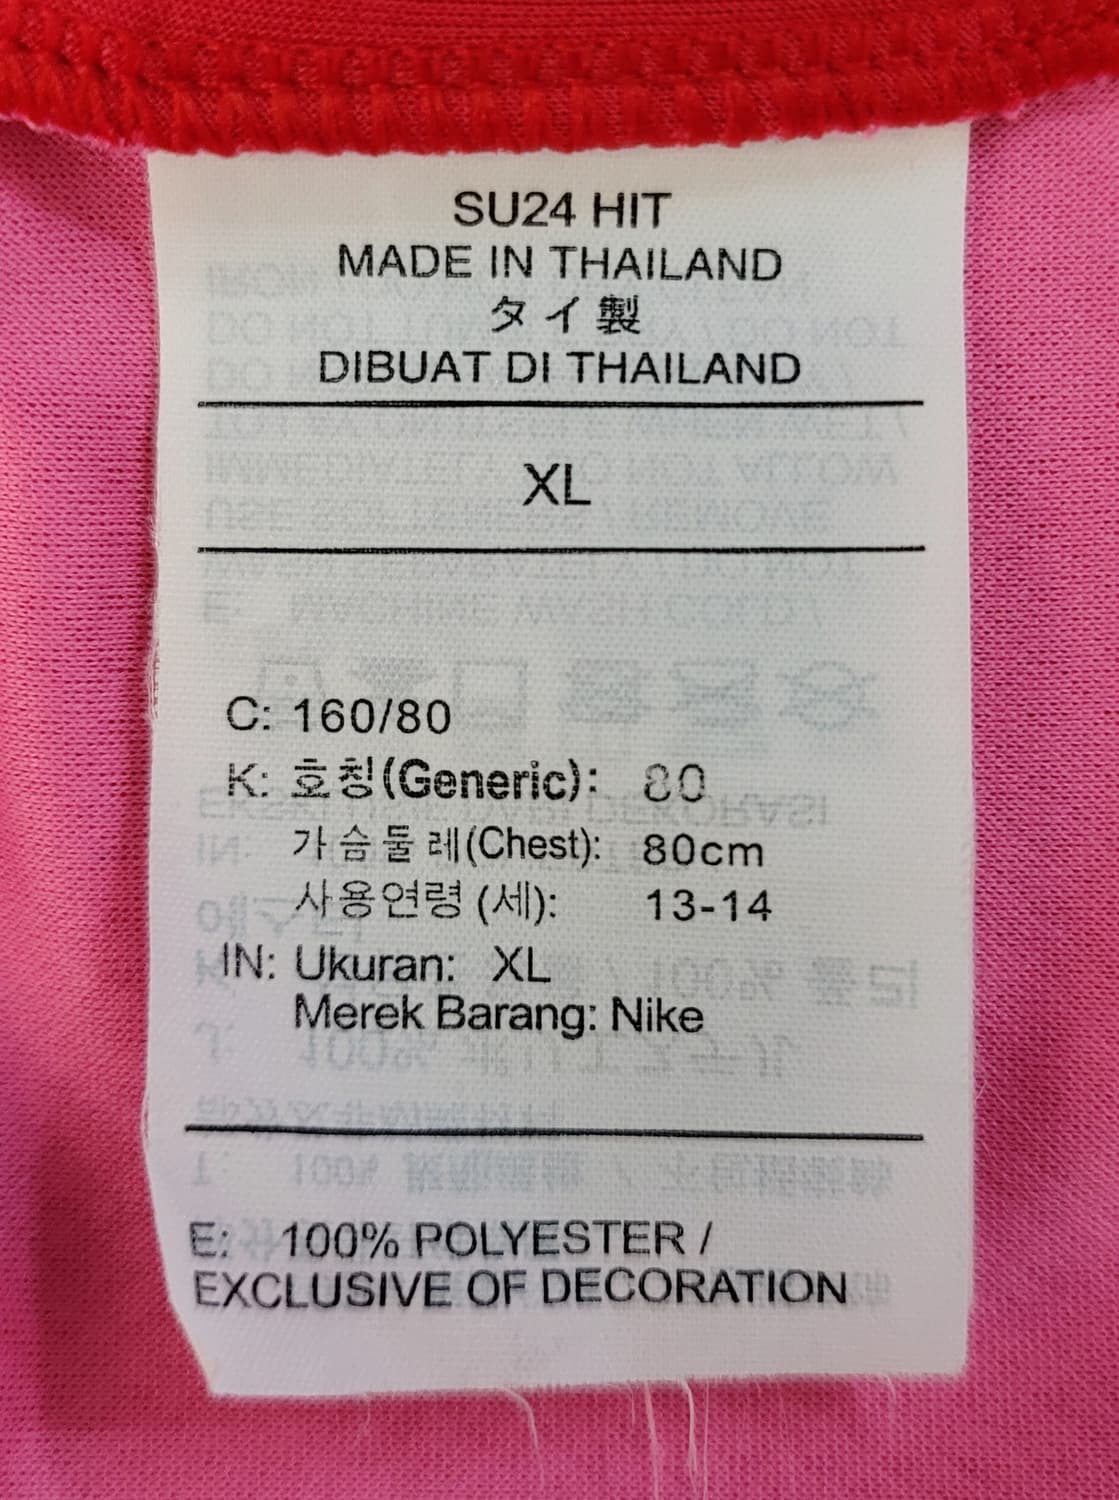 SU24 HIT
MADE IN THAILAND
タイ製
DIBUAT DI THAILAND
XL
C: 160/80
K: 호칭(Generic): 80
가슴둘레(Chest): 80cm
사용연령(세): 13-14
IN: Ukuran: XL
Merek Barang: Nike
E: 100% POLYESTER /
EXCLUSIVE OF DECORATION